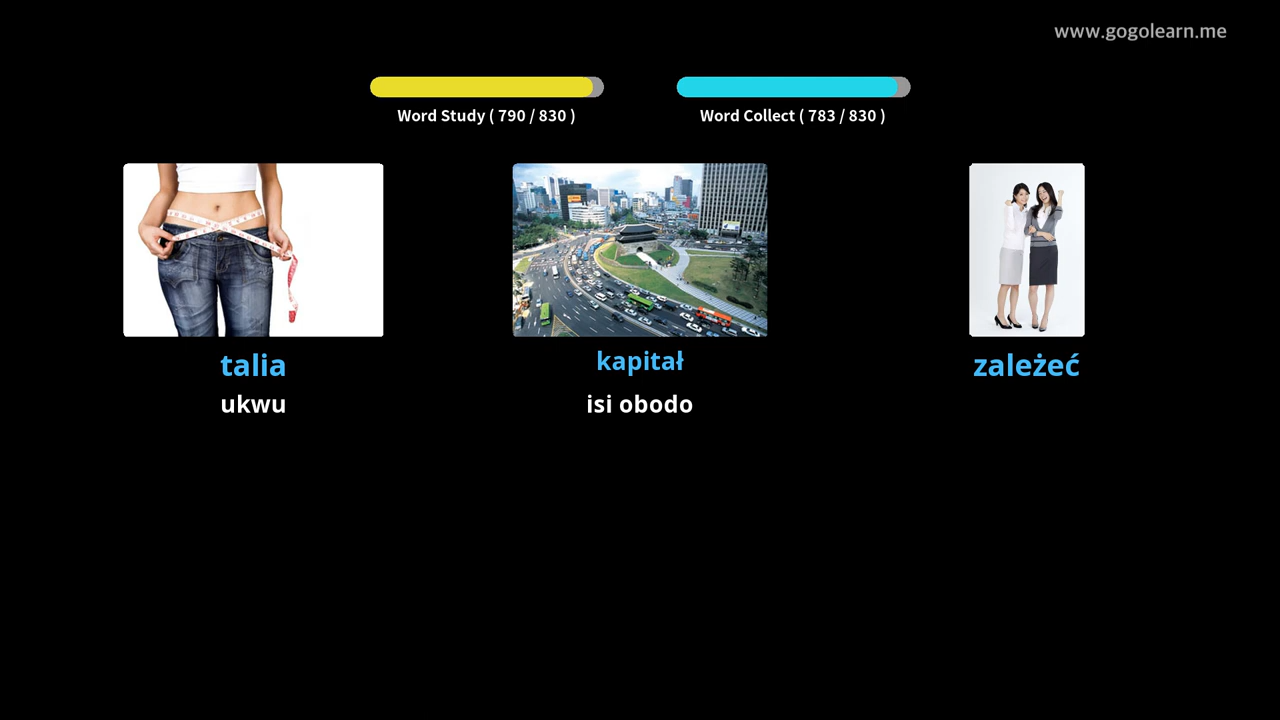 www.gogolearn.me
Word Study ( 790 / 830 )
Word Collect ( 783 / 830 )
talia
kapitał
zależeć
ukwu
isi obodo